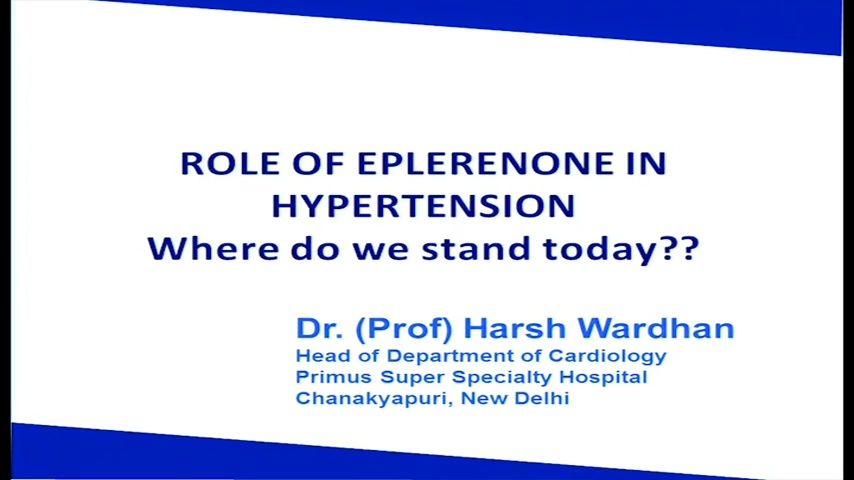 ROLE OF EPLERENONE IN
HYPERTENSION
Where do we stand today??
Dr. (Prof) Harsh Wardhan
Head of Department of Cardiology
Primus Super Specialty Hospital
Chanakyapuri, New Delhi